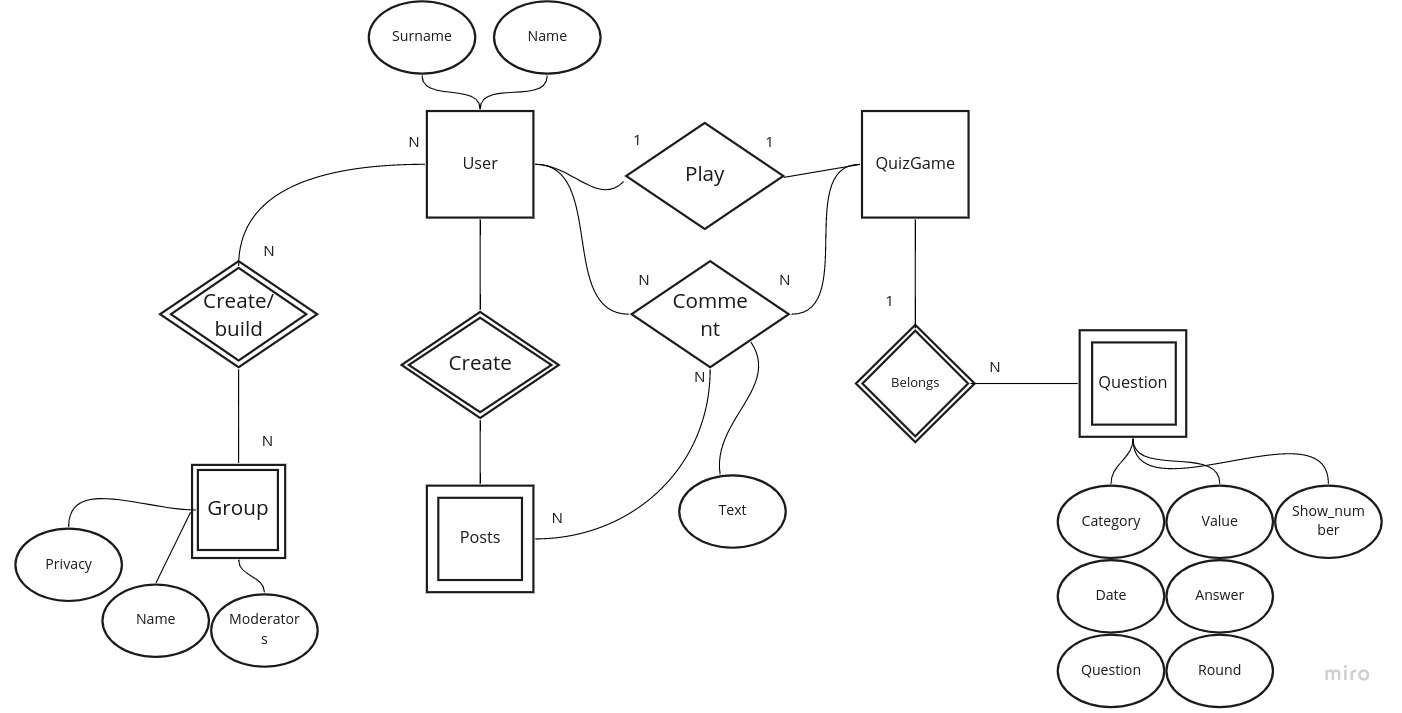 Surname
Name
N
User
1
Play
1
QuizGame
N
Create/
build
N
Comme
nt
N
1
Create
N
Belongs
N
Question
N
Group
Posts
N
Text
Privacy
Name
Moderator
s
Category
Value
Show_num
ber
Date
Answer
Question
Round
miro